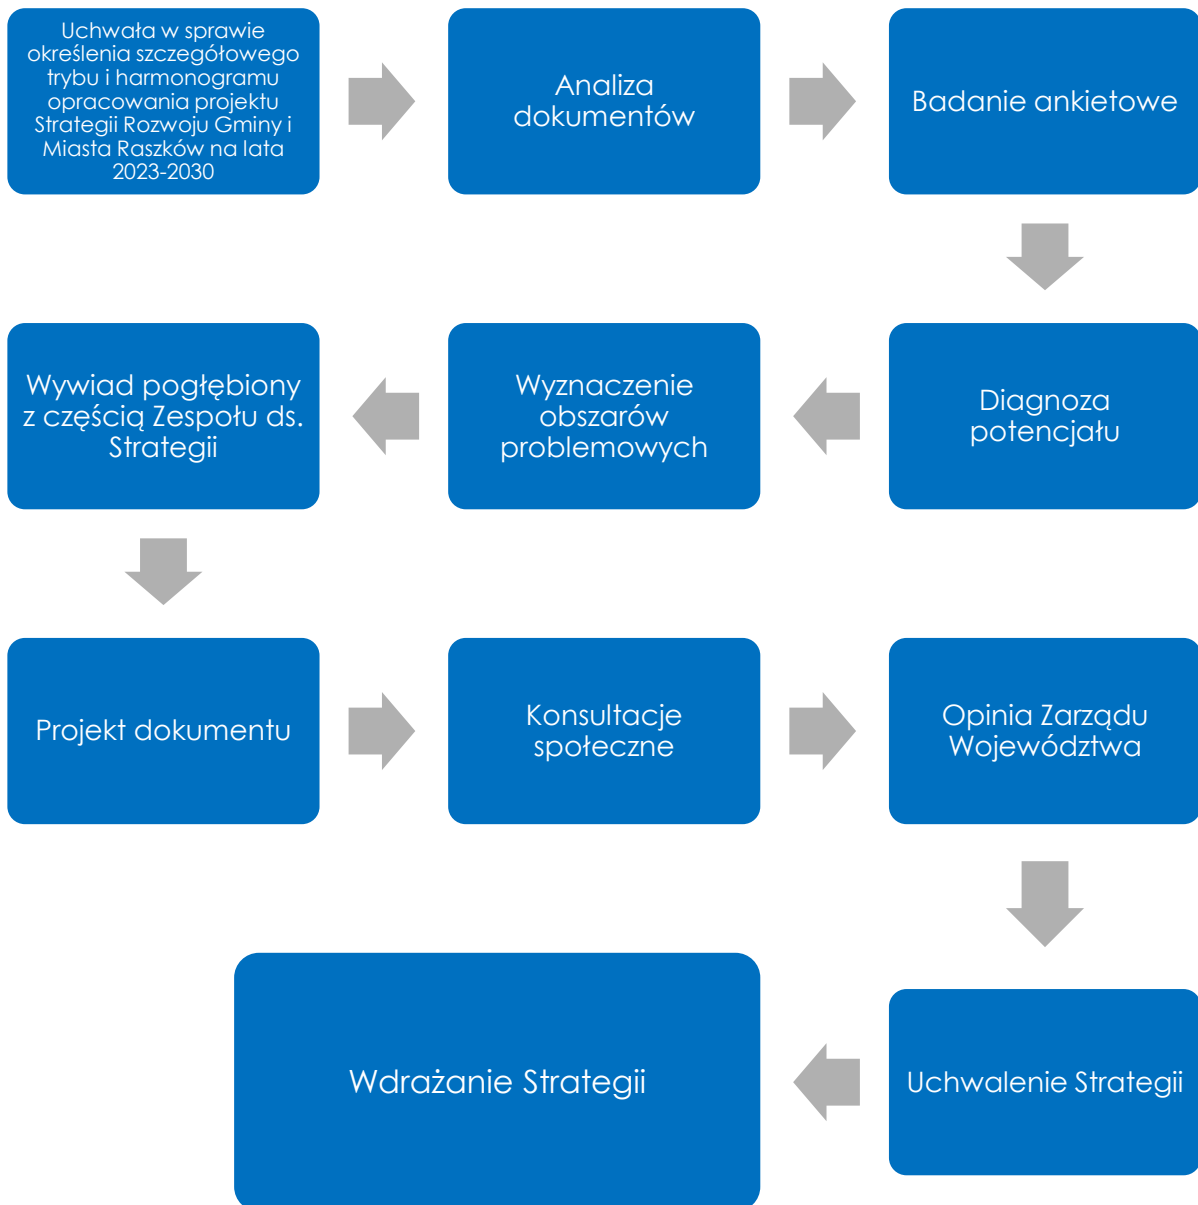 Uchwała w sprawie
określenia szczegółowego
trybu i harmonogramu
opracowania projektu
Strategii Rozwoju Gminy i
Miasta Raszków na lata
2023-2030
Analiza
dokumentów
Badanie ankietowe
Diagnoza
potencjału
Wyznaczenie
obszarów
problemowych
Wywiad pogłębiony
z częścią Zespołu ds.
Strategii
Projekt dokumentu
Konsultacje
społeczne
Opinia Zarządu
Województwa
Uchwalenie Strategii
Wdrażanie Strategii